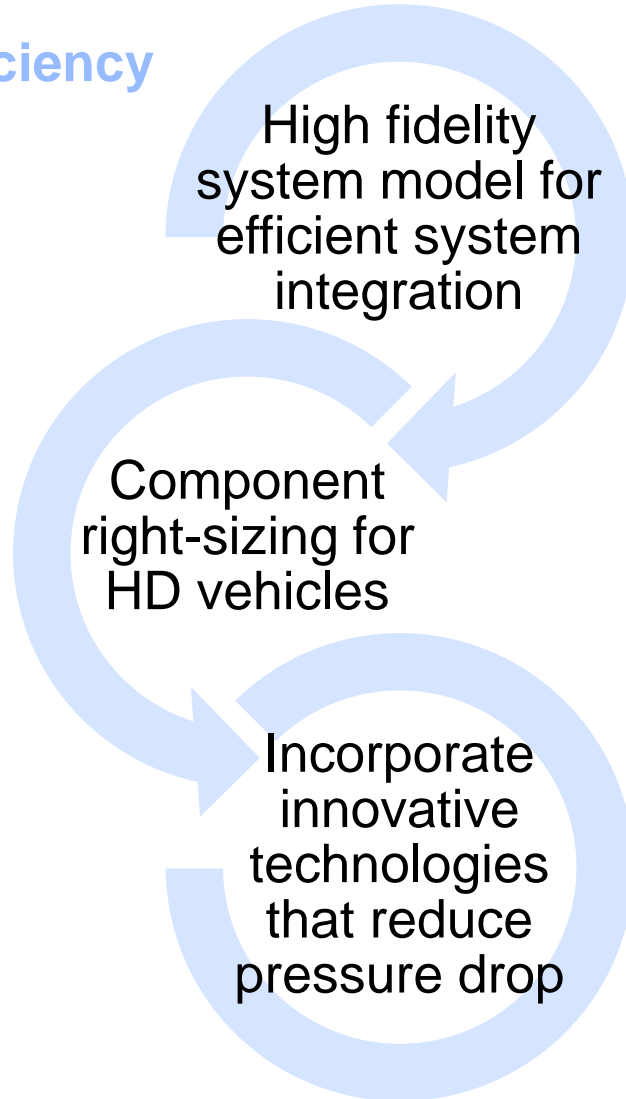 ciency
High fidelity
system model for
efficient system
integration
Component
right-sizing for
HD vehicles
Incorporate
innovative
technologies
that reduce
pressure drop